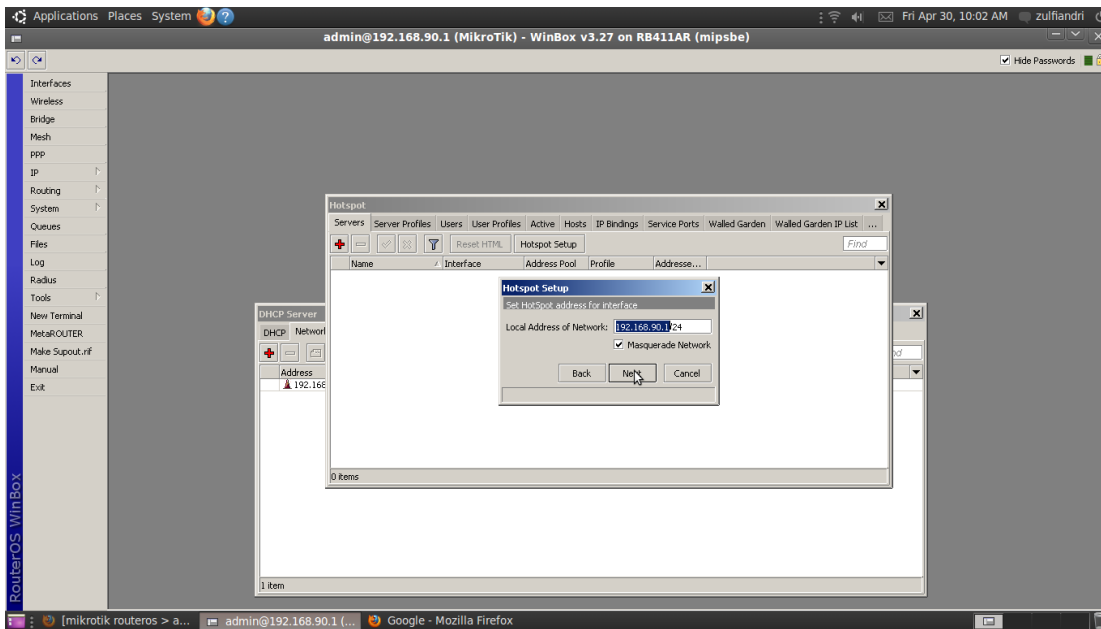 Applications Places System Fri Apr 30, 10:02 AM zulfiandri
admin@192.168.90.1 (MikroTik) - WinBox v3.27 on RB411AR (mipsbe)
Hide Passwords
Interfaces
Wireless
Bridge
Mesh
PPP
IP
Routing
System
Queues
Files
Log
Radius
Tools
New Terminal
MetaROUTER
Make Supout.rif
Manual
Exit
RouterOS WinBox
Hotspot
Servers Server Profiles Users User Profiles Active Hosts IP Bindings Service Ports Walled Garden Walled Garden IP List ...
Reset HTML Hotspot Setup Find
Name Interface Address Pool Profile Addresse...
Hotspot Setup
Set HotSpot address for interface
Local Address of Network: 192.168.90.1/24
Masquerade Network
Back Next Cancel
0 items
DHCP Server
DHCP Networ
Address
192.168
1 item
[mikrotik routeros > a... admin@192.168.90.1 (... Google - Mozilla Firefox